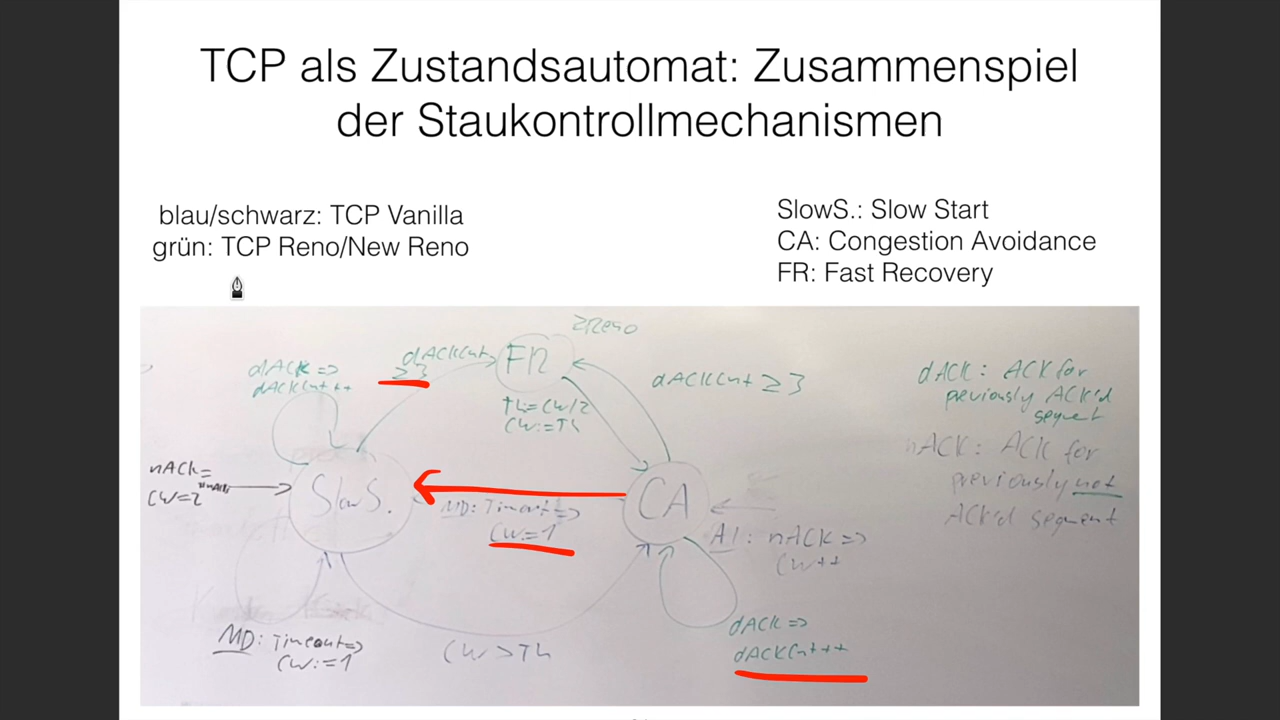 TCP als Zustandsautomat: Zusammenspiel
der Staukontrollmechanismen
blau/schwarz: TCP Vanilla
grün: TCP Reno/New Reno
SlowS.: Slow Start
CA: Congestion Avoidance
FR: Fast Recovery
dACK =>
dACKCnt++
dACKCnt
≥3
FR
Th:=CW/2
CW:=Th
dACKCnt ≥ 3
dACK: ACK for
previously ACK'd
segment
nACK: ACK for
previously not
ACK'd segment
nACK=
CW=2
SlowS.
MD: Timeout =>
CW:=1
CA
AI: nACK =>
CW++
MD: Timeout =>
CW:=1
CW>Th
dACK =>
dACKCnt++